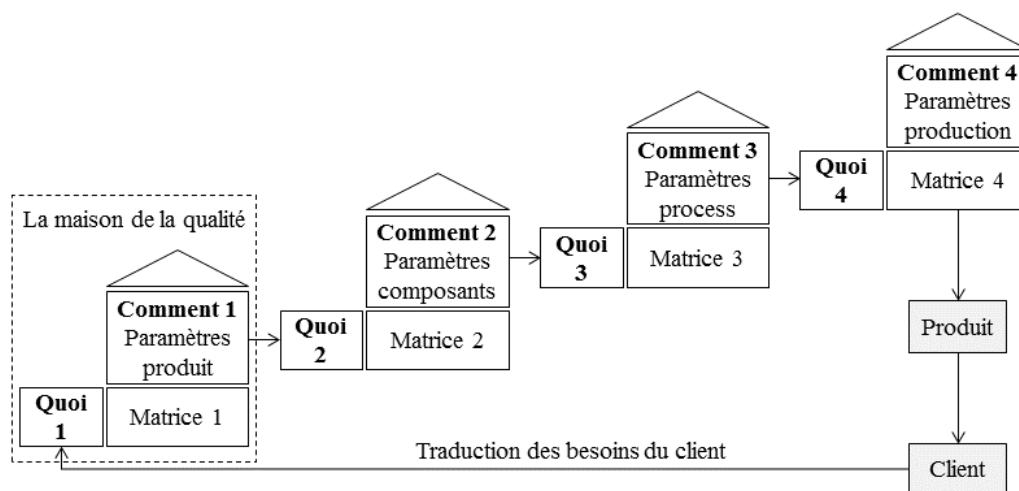 La maison de la qualité
Comment 1
Paramètres
produit
Quoi
1
Matrice 1
Comment 2
Paramètres
composants
Quoi
2
Matrice 2
Comment 3
Paramètres
process
Quoi
3
Matrice 3
Comment 4
Paramètres
production
Quoi
4
Matrice 4
Produit
Client
Traduction des besoins du client